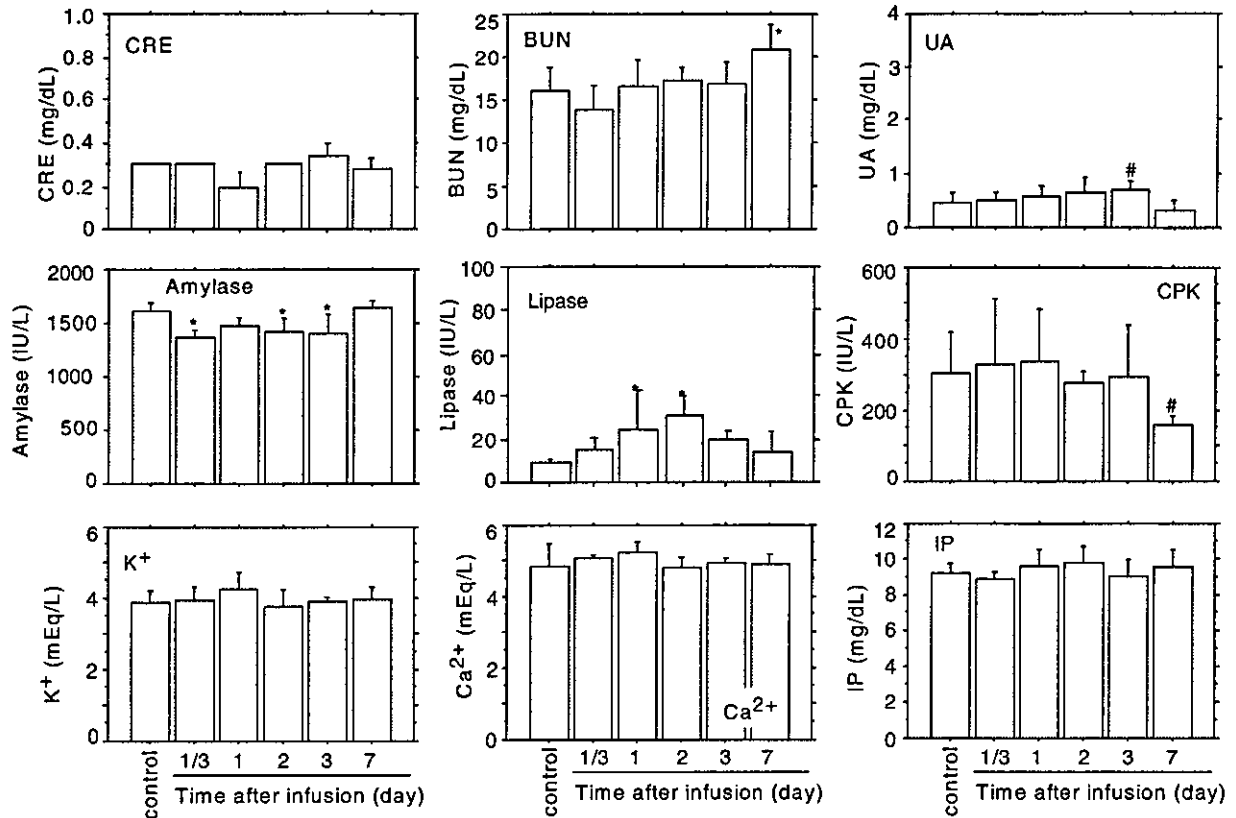 CRE
CRE (mg/dL)
1.0
0.8
0.6
0.4
0.2
0
BUN
BUN (mg/dL)
25
20
15
10
5
0
*
UA
UA (mg/dL)
4
3
2
1
0
#
Amylase
Amylase (IU/L)
2000
1500
1000
500
0
* * *
Lipase
Lipase (IU/L)
100
80
60
40
20
0
* *
CPK
CPK (IU/L)
600
400
200
0
#
K+
K+ (mEq/L)
6
4
2
0
control 1/3 1 2 3 7
Time after infusion (day)
Ca2+
Ca2+ (mEq/L)
6
4
2
0
control 1/3 1 2 3 7
Time after infusion (day)
IP
IP (mg/dL)
12
10
8
6
4
2
0
control 1/3 1 2 3 7
Time after infusion (day)